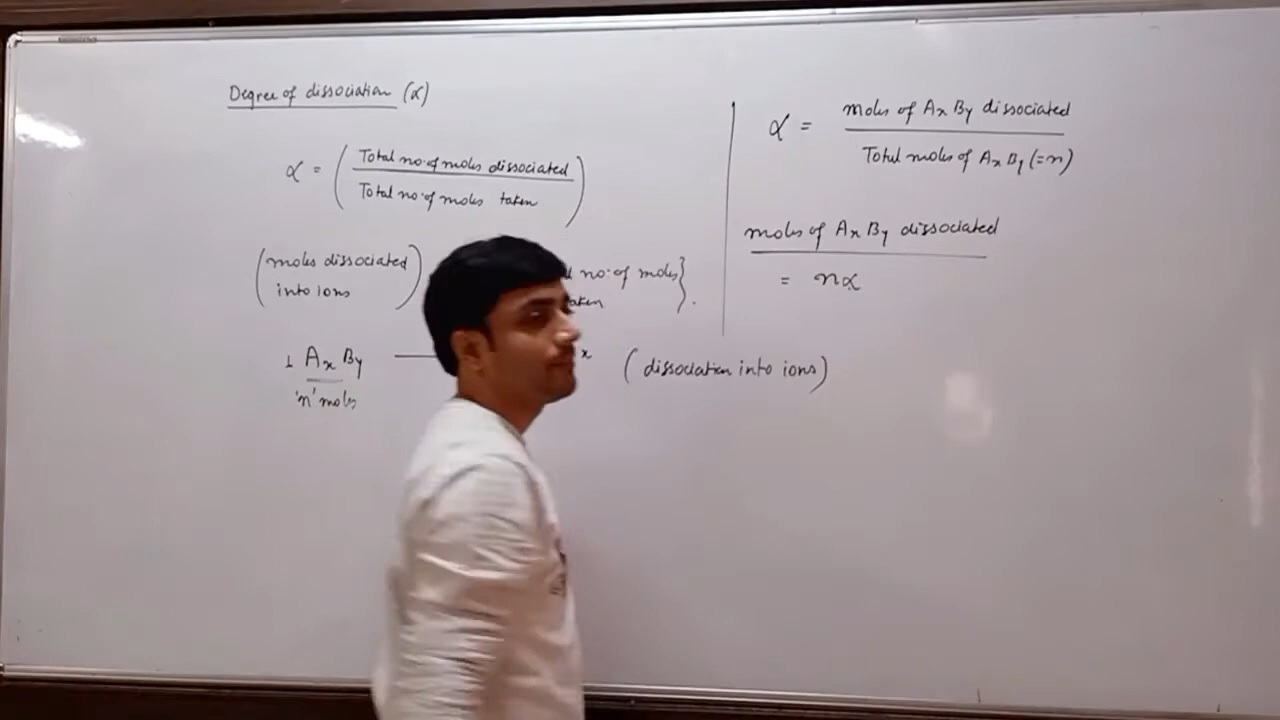 Degree of dissociation (α)
α = ( Total no. of moles dissociated
Total no. of moles taken )
( moles dissociated
into ions )
no. of moles }
taken .
1 AxBy —
'n' moles
x (dissociation into ions)
α = moles of AxBy dissociated
Total moles of AxBy (=n)
moles of AxBy dissociated
= nα